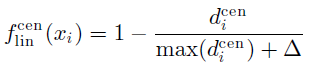 f_lin^cen(x_i) = 1 − d_i^cen / (max(d_i^cen) + Δ)